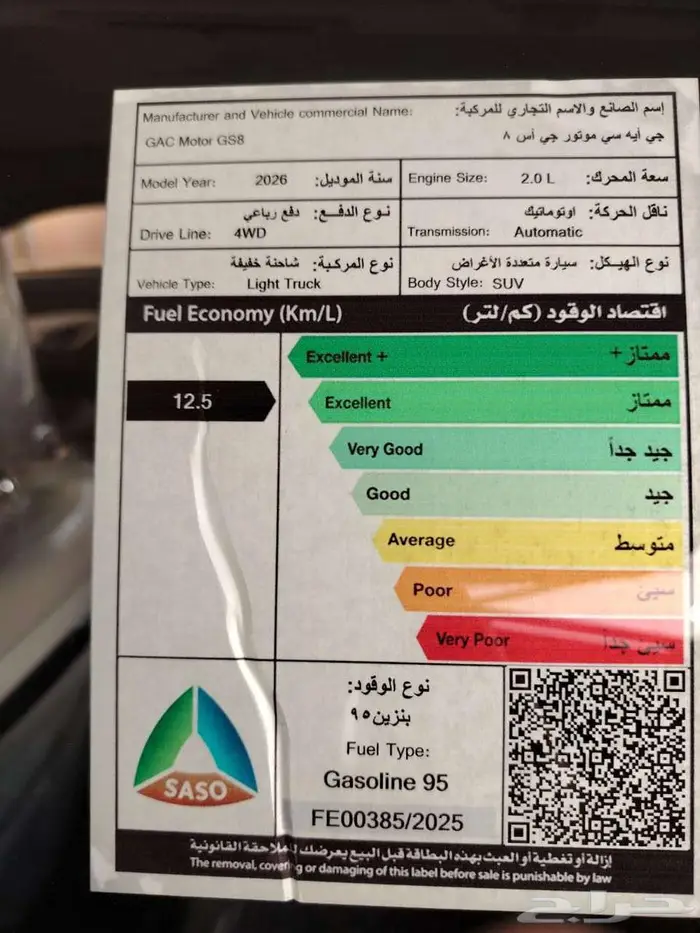 Manufacturer and Vehicle commercial Name: إسم الصانع والاسم التجاري للمركبة:
GAC Motor GS8 جي أيه سي موتور جي أس ٨
Model Year: 2026 سنة الموديل: Engine Size: 2.0 L سعة المحرك:
نوع الدفـــع: دفع رباعي ناقل الحركة: اوتوماتيك
Drive Line: 4WD Transmission: Automatic
نوع المركبة: شاحنة خفيفة نوع الهيكل: سيارة متعددة الأغراض
Vehicle Type: Light Truck Body Style: SUV
Fuel Economy (Km/L) اقتصاد الوقود (كم/لتر)
Excellent + ممتاز+
12.5 Excellent ممتاز
Very Good جيد جداً
Good جيد
Average متوسط
Poor سيئ
Very Poor سيئ جداً
نوع الوقود:
بنزين ٩٥
Fuel Type:
Gasoline 95
SASO
FE00385/2025
إزالة أو تغطية أو العبث بهذه البطاقة قبل البيع يعرضك للملاحقة القانونية
The removal, covering or damaging of this label before sale is punishable by law
حراج